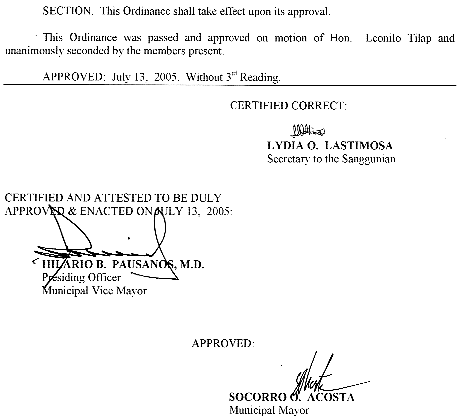 SECTION. This Ordinance shall take effect upon its approval.
This Ordinance was passed and approved on motion of Hon. Leonilo Tilap and
unanimously seconded by the members present.
APPROVED: July 13, 2005. Without 3rd Reading.
CERTIFIED CORRECT:
LYDIA O. LASTIMOSA
Secretary to the Sanggunian
CERTIFIED AND ATTESTED TO BE DULY
APPROVED & ENACTED ON JULY 13, 2005:
HILARIO B. PAUSANOS, M.D.
Presiding Officer
Municipal Vice Mayor
APPROVED:
SOCORRO O. ACOSTA
Municipal Mayor